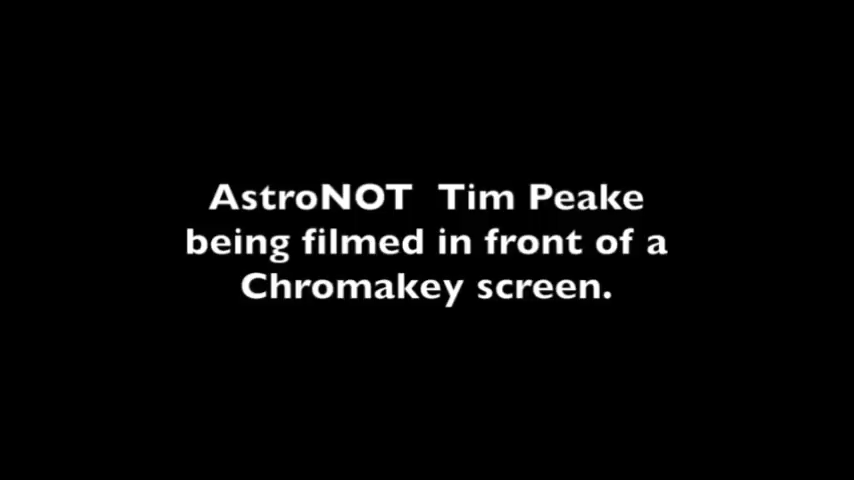 AstroNOT  Tim Peake
being filmed in front of a
Chromakey screen.